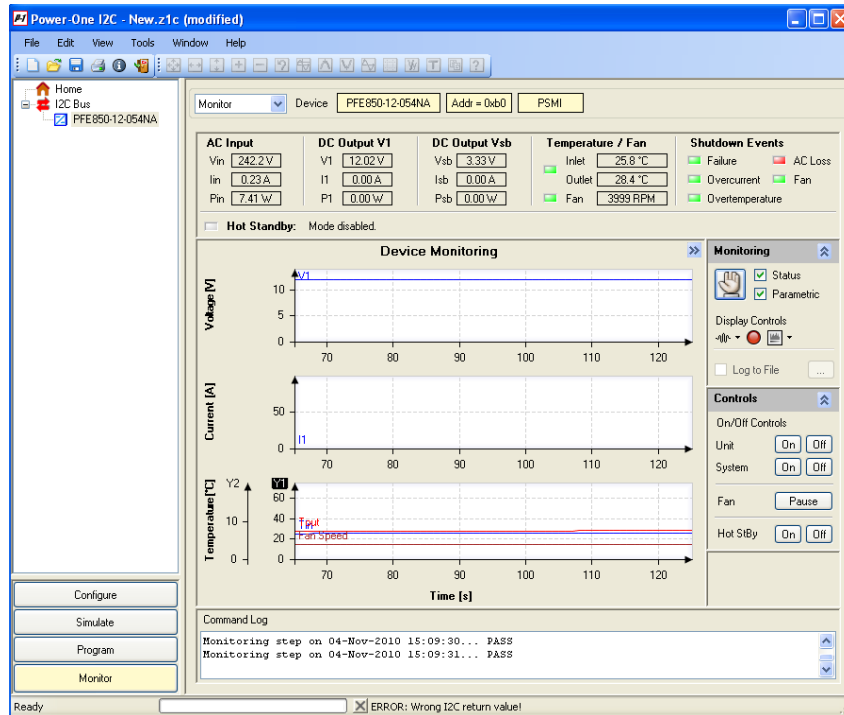 Power-One I2C - New.z1c (modified)
File Edit View Tools Window Help
Home
I2C Bus
PFE850-12-054NA
Monitor Device PFE850-12-054NA Addr = 0xb0 PSMI
AC Input DC Output V1 DC Output Vsb Temperature / Fan Shutdown Events
Vin 242.2 V V1 12.02 V Vsb 3.33 V Inlet 25.8 °C Failure AC Loss
Iin 0.23 A I1 0.00 A Isb 0.00 A Outlet 28.4 °C Overcurrent Fan
Pin 7.41 W P1 0.00 W Psb 0.00 W Fan 3999 RPM Overtemperature
Hot Standby: Mode disabled.
Device Monitoring
Voltage [V]
V1
10
5
0
70 80 90 100 110 120
Current [A]
50
I1
0
70 80 90 100 110 120
Temperature [°C]
Y2 Y1
60
10 40
20 Fan Speed
0 0
70 80 90 100 110 120
Time [s]
Monitoring
Status
Parametric
Display Controls
Log to File ...
Controls
On/Off Controls
Unit On Off
System On Off
Fan Pause
Hot StBy On Off
Configure
Simulate
Program
Monitor
Command Log
Monitoring step on 04-Nov-2010 15:09:30... PASS
Monitoring step on 04-Nov-2010 15:09:31... PASS
Ready ERROR: Wrong I2C return value!